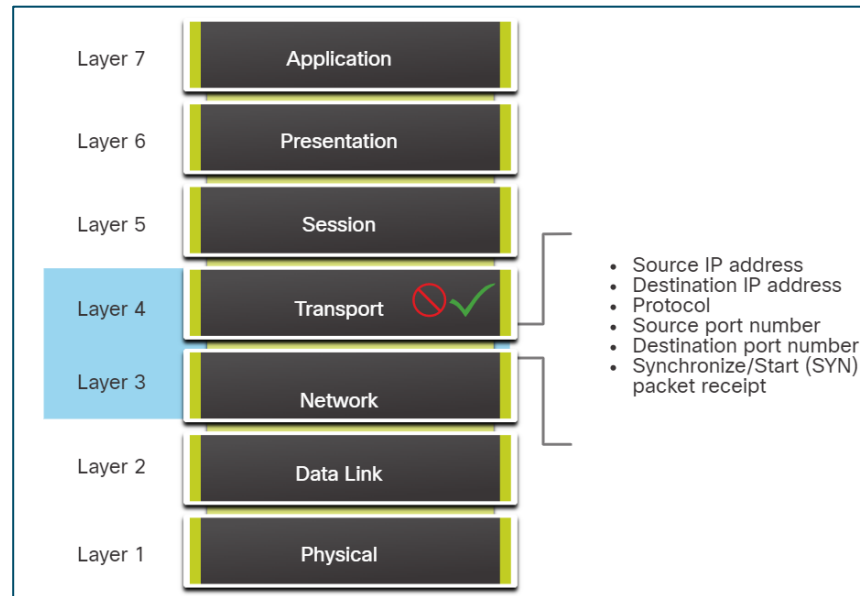 Layer 7 Application
Layer 6 Presentation
Layer 5 Session
Layer 4 Transport
Layer 3 Network
Layer 2 Data Link
Layer 1 Physical
• Source IP address
• Destination IP address
• Protocol
• Source port number
• Destination port number
• Synchronize/Start (SYN)
packet receipt